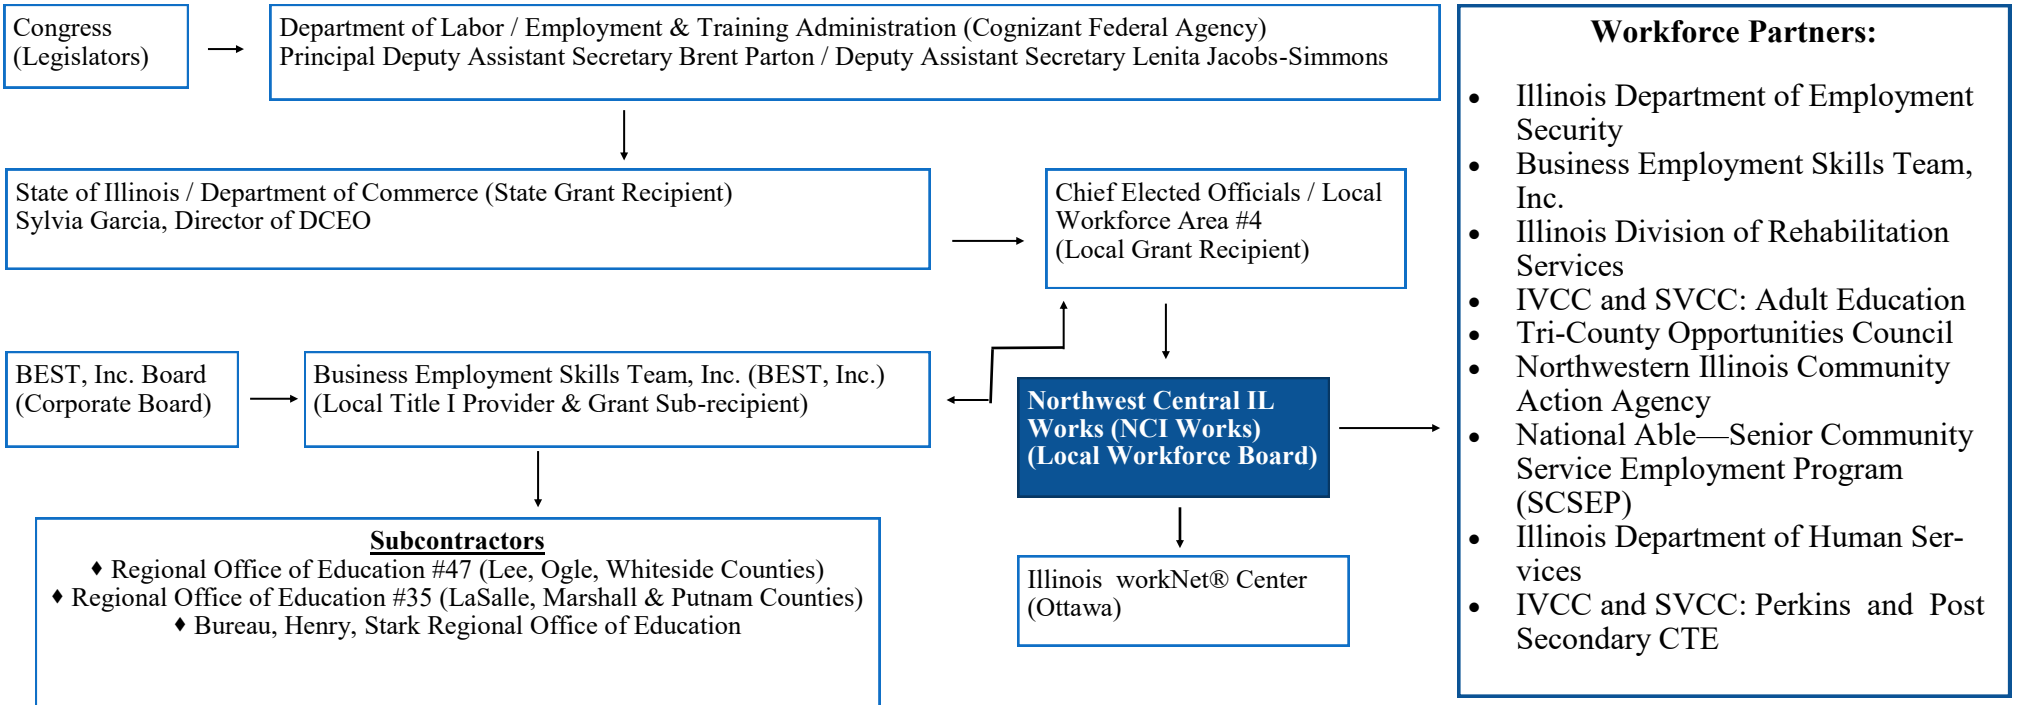 Congress
(Legislators)
Department of Labor / Employment & Training Administration (Cognizant Federal Agency)
Principal Deputy Assistant Secretary Brent Parton / Deputy Assistant Secretary Lenita Jacobs-Simmons
State of Illinois / Department of Commerce (State Grant Recipient)
Sylvia Garcia, Director of DCEO
Chief Elected Officials / Local
Workforce Area #4
(Local Grant Recipient)
BEST, Inc. Board
(Corporate Board)
Business Employment Skills Team, Inc. (BEST, Inc.)
(Local Title I Provider & Grant Sub-recipient)
Northwest Central IL
Works (NCI Works)
(Local Workforce Board)
Subcontractors
♦ Regional Office of Education #47 (Lee, Ogle, Whiteside Counties)
♦ Regional Office of Education #35 (LaSalle, Marshall & Putnam Counties)
♦ Bureau, Henry, Stark Regional Office of Education
Illinois workNet® Center
(Ottawa)
Workforce Partners:
• Illinois Department of Employment
Security
• Business Employment Skills Team,
Inc.
• Illinois Division of Rehabilitation
Services
• IVCC and SVCC: Adult Education
• Tri-County Opportunities Council
• Northwestern Illinois Community
Action Agency
• National Able—Senior Community
Service Employment Program
(SCSEP)
• Illinois Department of Human Ser-
vices
• IVCC and SVCC: Perkins and Post
Secondary CTE